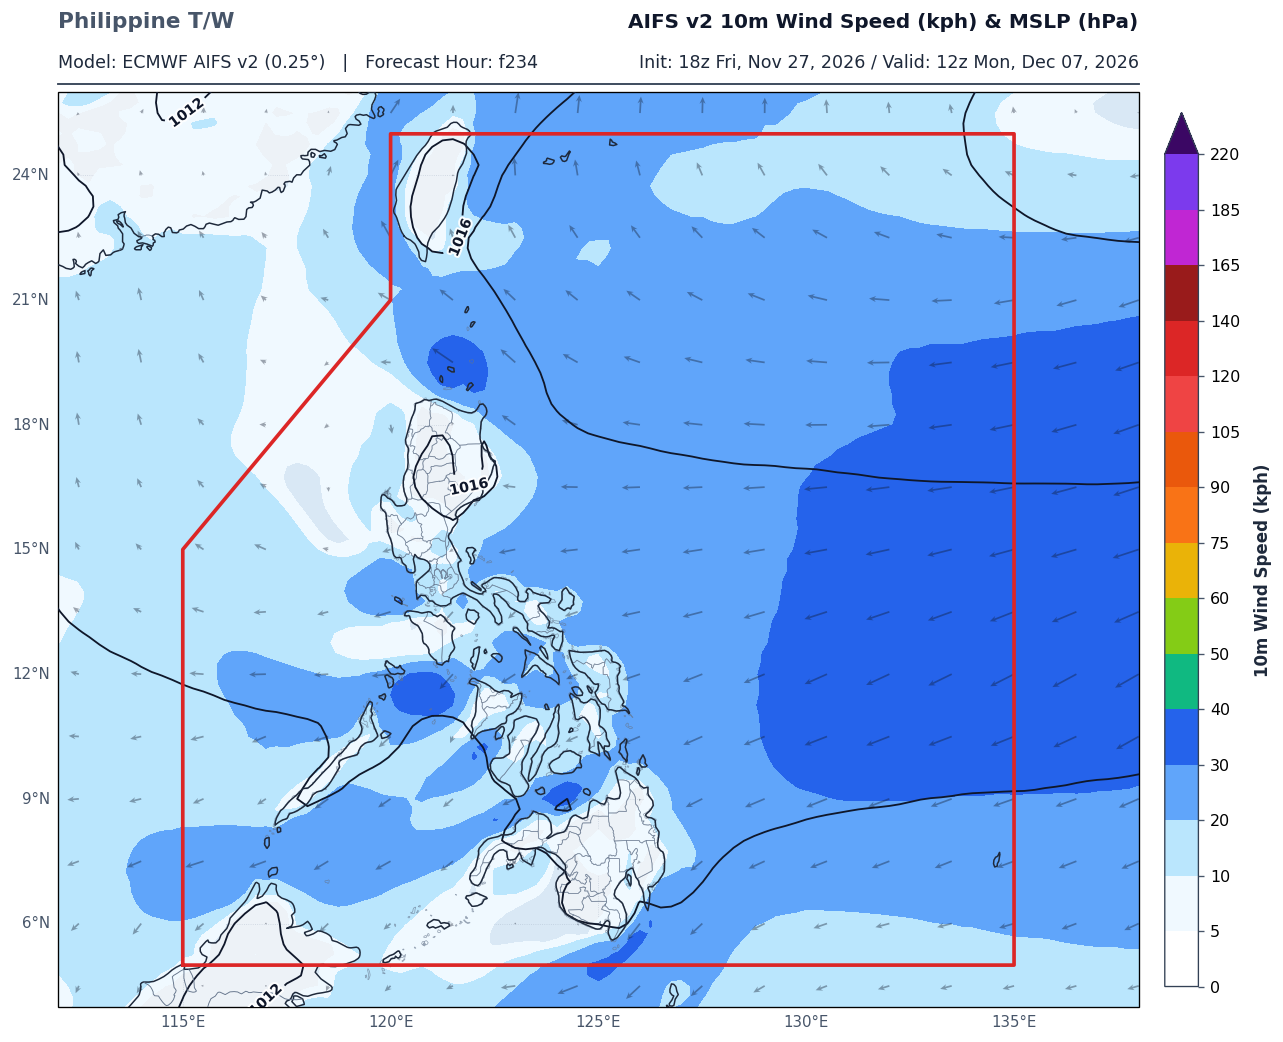 Philippine T/W
AIFS v2 10m Wind Speed (kph) & MSLP (hPa)
Model: ECMWF AIFS v2 (0.25°) | Forecast Hour: f234
Init: 18z Fri, Nov 27, 2026 / Valid: 12z Mon, Dec 07, 2026
1012
1016
1016
1012
24°N
21°N
18°N
15°N
12°N
9°N
6°N
115°E
120°E
125°E
130°E
135°E
220
185
165
140
120
105
90
75
60
50
40
30
20
10
5
0
10m Wind Speed (kph)